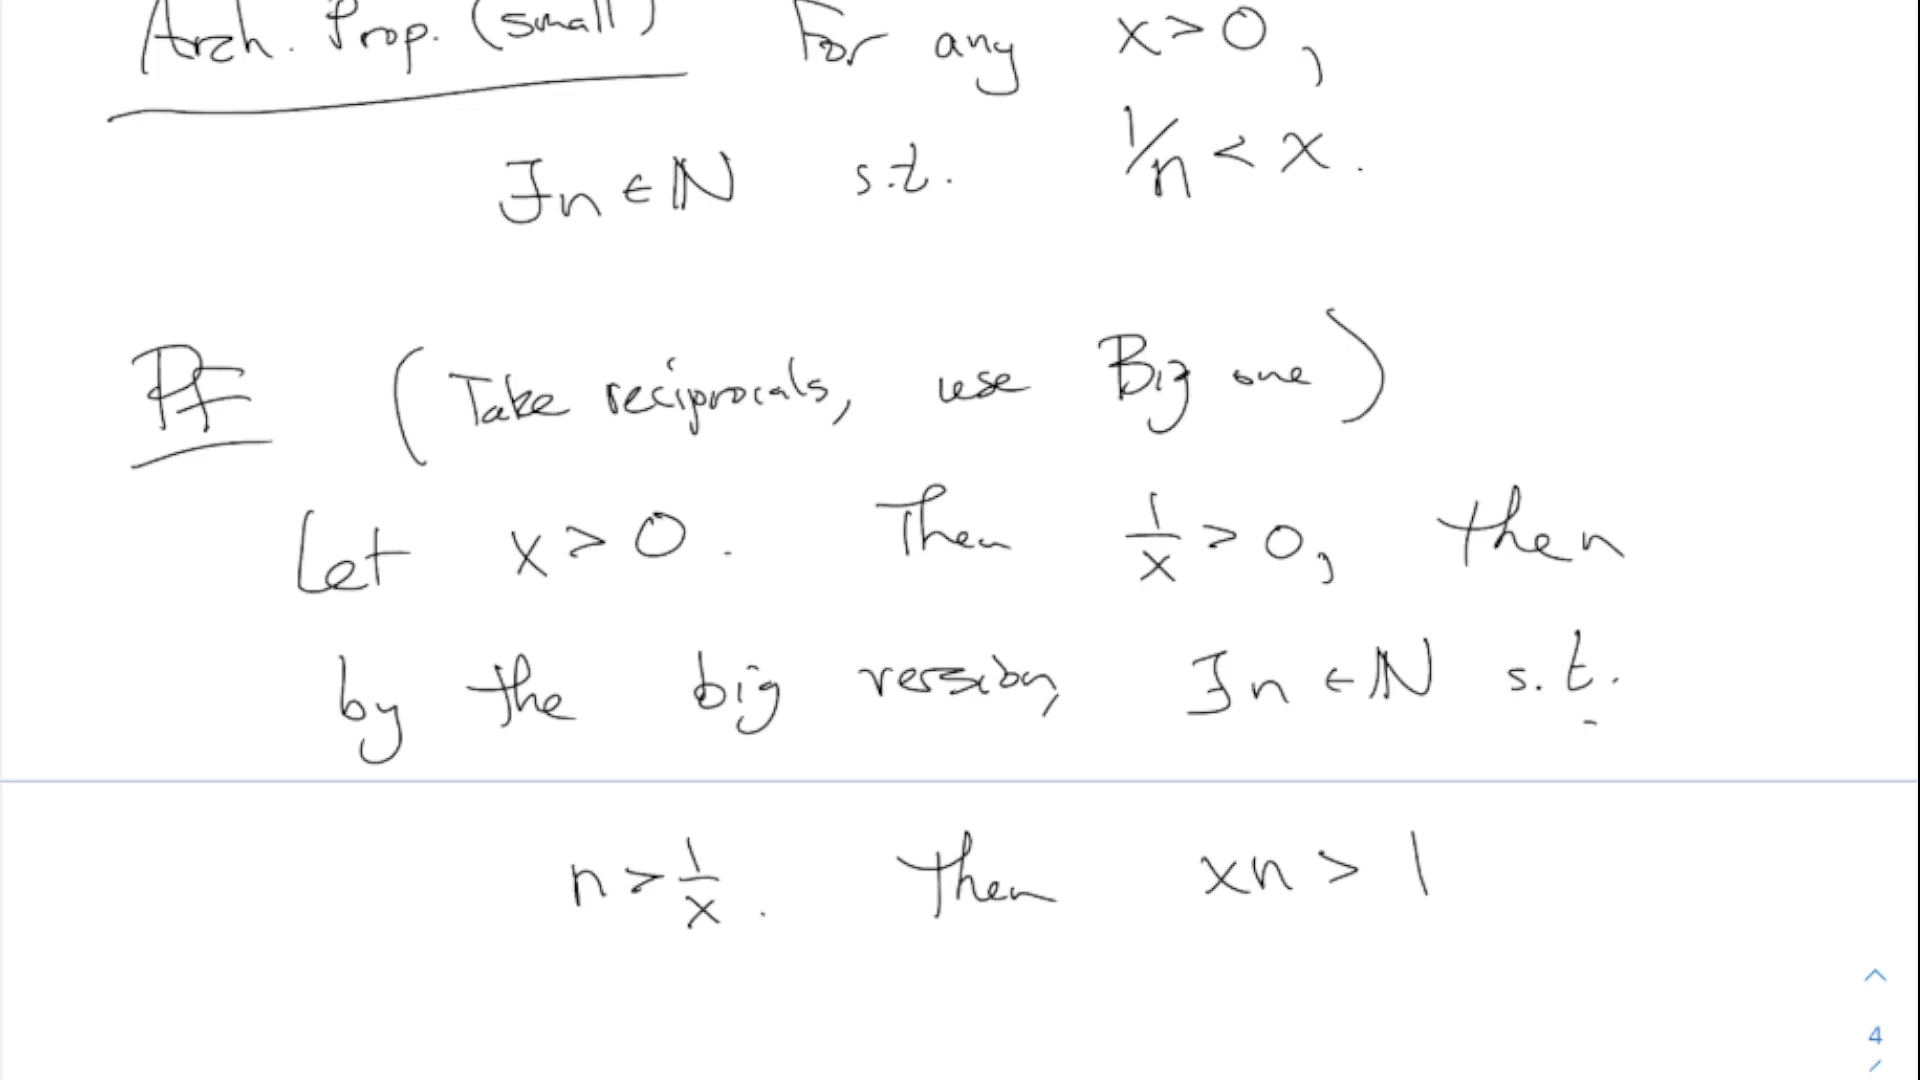 Arch. Prop. (small) For any x > 0,
∃n ∈ ℕ s.t. 1/n < x.
Pf (Take reciprocals, use Big one)
Let x > 0. Then 1/x > 0, then
by the big version, ∃n ∈ ℕ s.t.
n > 1/x. Then xn > 1
4